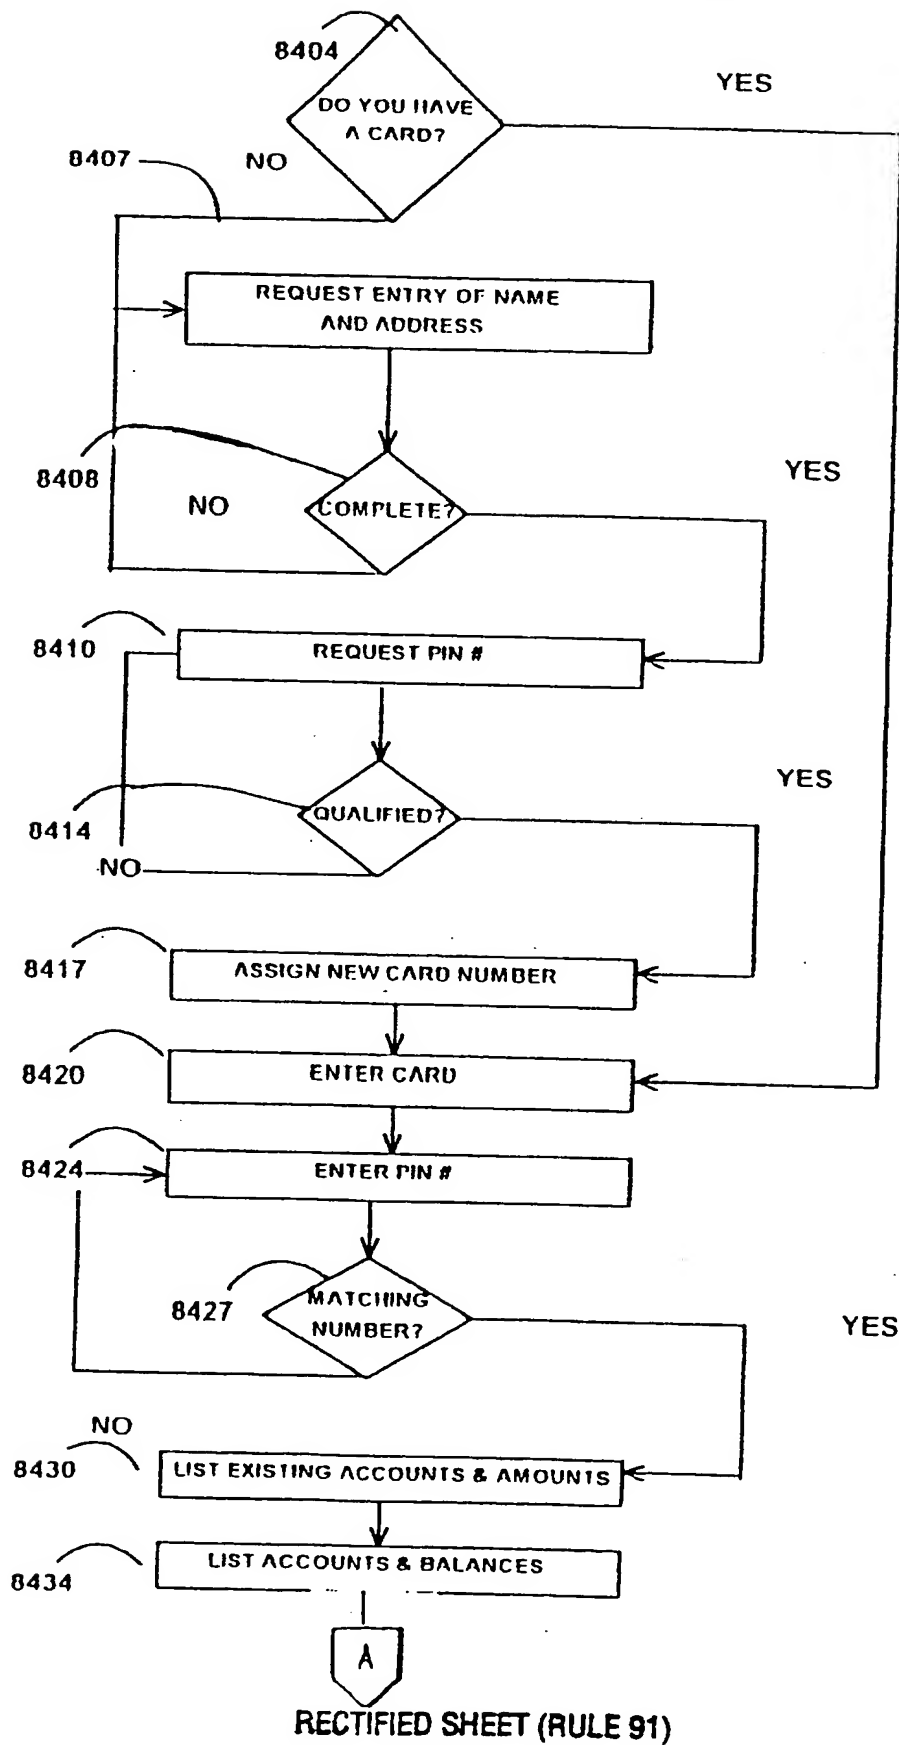 8404
YES
DO YOU HAVE
A CARD?
8407
NO
REQUEST ENTRY OF NAME
AND ADDRESS
8408
NO
COMPLETE?
YES
8410
REQUEST PIN #
YES
8414
QUALIFIED?
NO
8417
ASSIGN NEW CARD NUMBER
8420
ENTER CARD
8424
ENTER PIN #
8427
MATCHING
NUMBER?
YES
NO
8430
LIST EXISTING ACCOUNTS & AMOUNTS
8434
LIST ACCOUNTS & BALANCES
A
RECTIFIED SHEET (RULE 91)